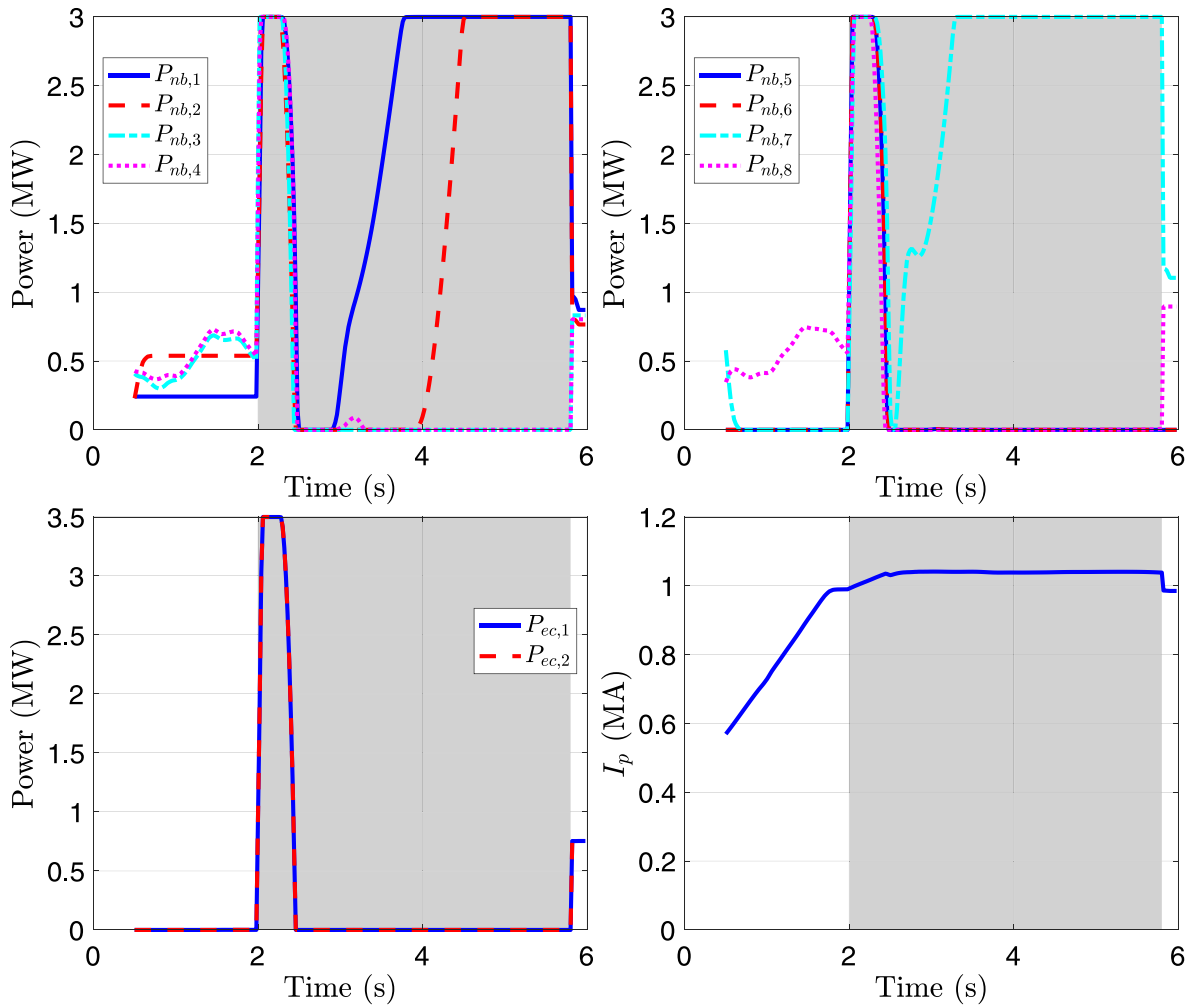 3
2.5
2
1.5
1
0.5
0
Power (MW)
P_{nb,1}
P_{nb,2}
P_{nb,3}
P_{nb,4}
0 2 4 6
Time (s)
3
2.5
2
1.5
1
0.5
0
Power (MW)
P_{nb,5}
P_{nb,6}
P_{nb,7}
P_{nb,8}
0 2 4 6
Time (s)
3.5
3
2.5
2
1.5
1
0.5
0
Power (MW)
P_{ec,1}
P_{ec,2}
0 2 4 6
Time (s)
1.2
1
0.8
0.6
0.4
0.2
0
I_p (MA)
0 2 4 6
Time (s)